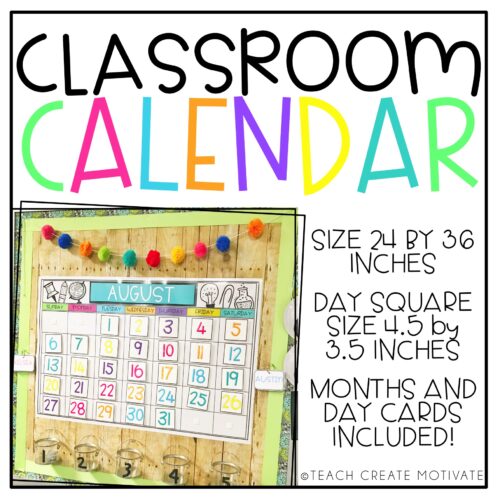 CLASSROOM
CALENDAR
SIZE 24 BY 36
INCHES
DAY SQUARE
SIZE 4.5 by
3.5 INCHES
MONTHS AND
DAY CARDS
INCLUDED!
AUGUST
SUNDAY MONDAY TUESDAY WEDNESDAY THURSDAY FRIDAY SATURDAY
1 2 3 4 5
6 7 8 9 10 11 12
13 14 15 16 17 18 19
20 21 22 23 24 25 26
27 28 29 30 31
AUSTIN
1 2 3 4 5
©TEACH CREATE MOTIVATE